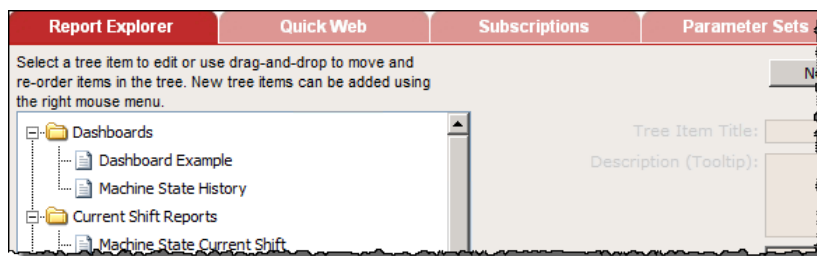 Report Explorer Quick Web Subscriptions Parameter Sets
Select a tree item to edit or use drag-and-drop to move and
re-order items in the tree. New tree items can be added using
the right mouse menu.
Dashboards
Dashboard Example
Machine State History
Current Shift Reports
Machine State Current Shift
Tree Item Title:
Description (Tooltip):